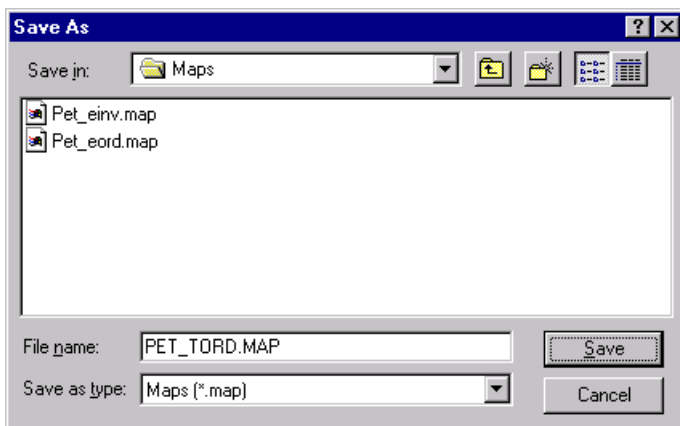 Save As
Save in: Maps
Pet_einv.map
Pet_eord.map
File name: PET_TORD.MAP Save
Save as type: Maps (*.map) Cancel